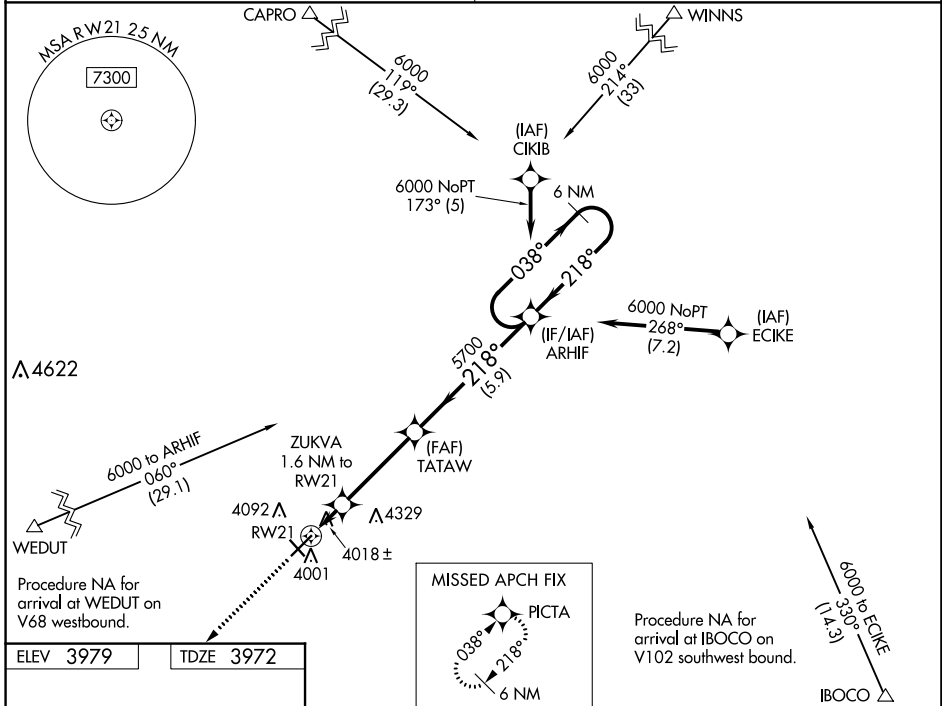 CAPRO
WINNS
MSA RW21 25 NM
7300
6000
119°
(29.3)
6000
214°
(33)
(IAF)
CIKIB
6000 NoPT
173° (5)
6 NM
038°
218°
6000 NoPT
268°
(7.2)
(IAF)
ECIKE
(IF/IAF)
ARHIF
5700
218°
(5.9)
4622
6000 to ARHIF
060°
(29.1)
ZUKVA
1.6 NM to
RW21
(FAF)
TATAW
4092
4329
RW21
4018 ±
4001
WEDUT
Procedure NA for
arrival at WEDUT on
V68 westbound.
MISSED APCH FIX
PICTA
038°
218°
6 NM
Procedure NA for
arrival at IBOCO on
V102 southwest bound.
6000 to ECIKE
330°
(14.3)
IBOCO
ELEV 3979
TDZE 3972